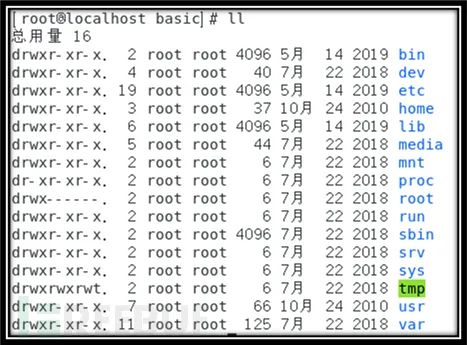 [root@localhost basic]# ll
总用量 16
drwxr-xr-x. 2 root root 4096 5月 14 2019 bin
drwxr-xr-x. 4 root root 40 7月 22 2018 dev
drwxr-xr-x. 19 root root 4096 5月 14 2019 etc
drwxr-xr-x. 3 root root 37 10月 24 2010 home
drwxr-xr-x. 6 root root 4096 5月 14 2019 lib
drwxr-xr-x. 5 root root 44 7月 22 2018 media
drwxr-xr-x. 2 root root 6 7月 22 2018 mnt
dr-xr-xr-x. 2 root root 6 7月 22 2018 proc
drwx------. 2 root root 6 7月 22 2018 root
drwxr-xr-x. 2 root root 6 7月 22 2018 run
drwxr-xr-x. 2 root root 4096 7月 22 2018 sbin
drwxr-xr-x. 2 root root 6 7月 22 2018 srv
drwxr-xr-x. 2 root root 6 7月 22 2018 sys
drwxrwxrwt. 2 root root 6 7月 22 2018 tmp
drwxr-xr-x. 7 root root 66 10月 24 2010 usr
drwxr-xr-x. 11 root root 125 7月 22 2018 var